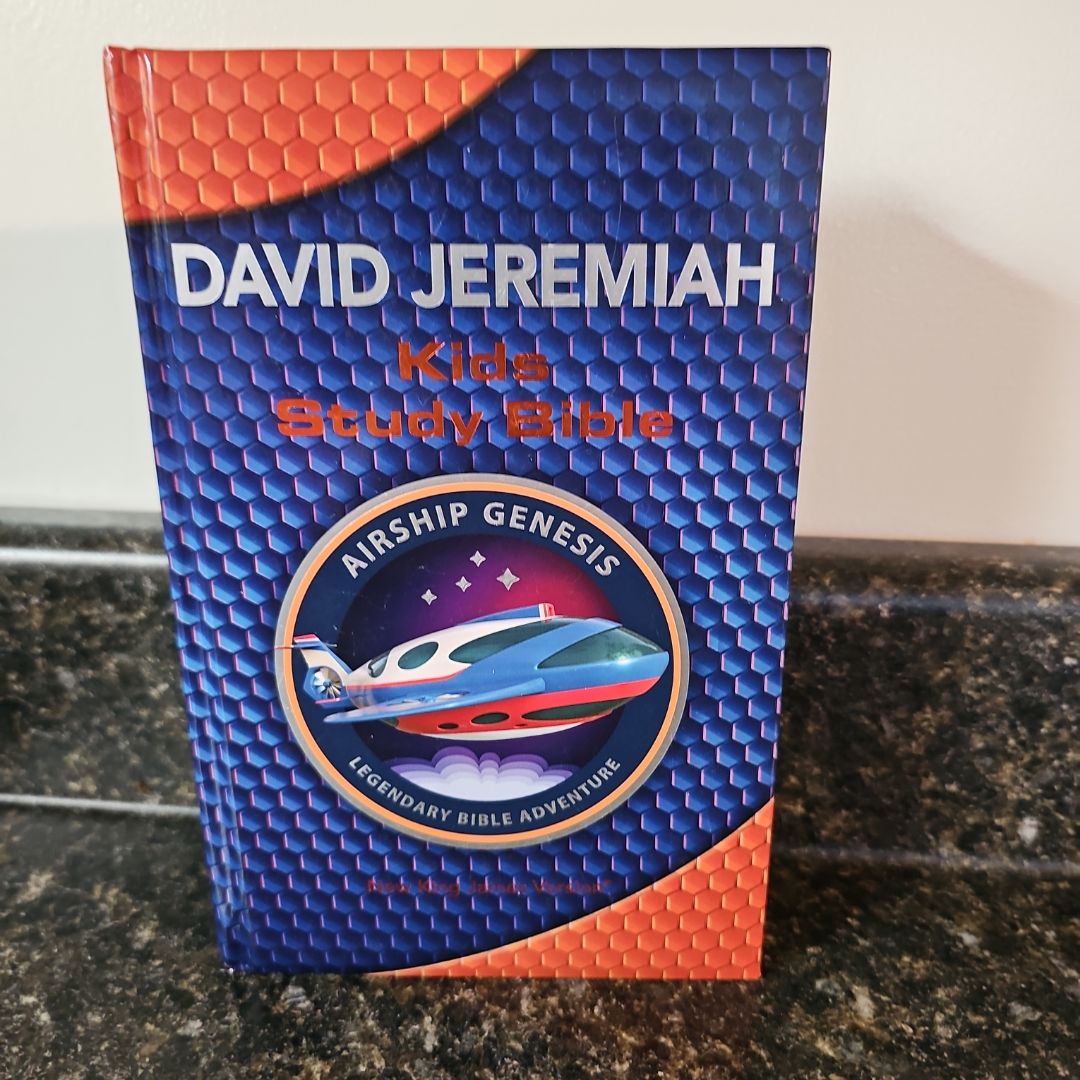 DAVID JEREMIAH
Kids
Study Bible
AIRSHIP GENESIS
LEGENDARY BIBLE ADVENTURE
New King James Version®